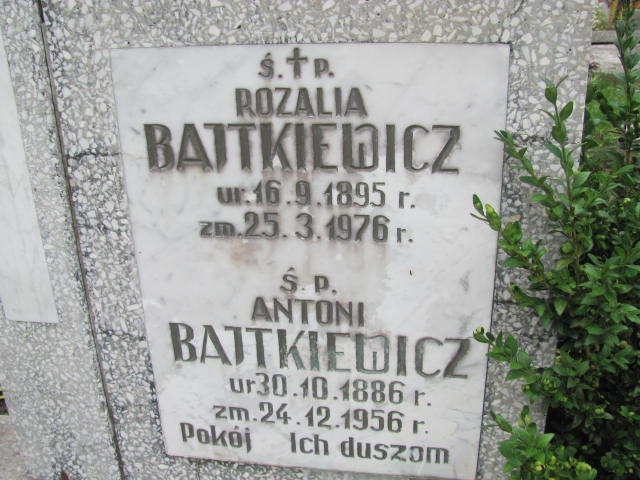 Ś. ✝ P.
ROZALIA
BAJTKIEWICZ
ur. 16.9.1895 r.
zm. 25.3.1976 r.
Ś. P.
ANTONI
BAJTKIEWICZ
ur 30.10.1886 r.
zm. 24.12.1956 r.
Pokój Ich duszom